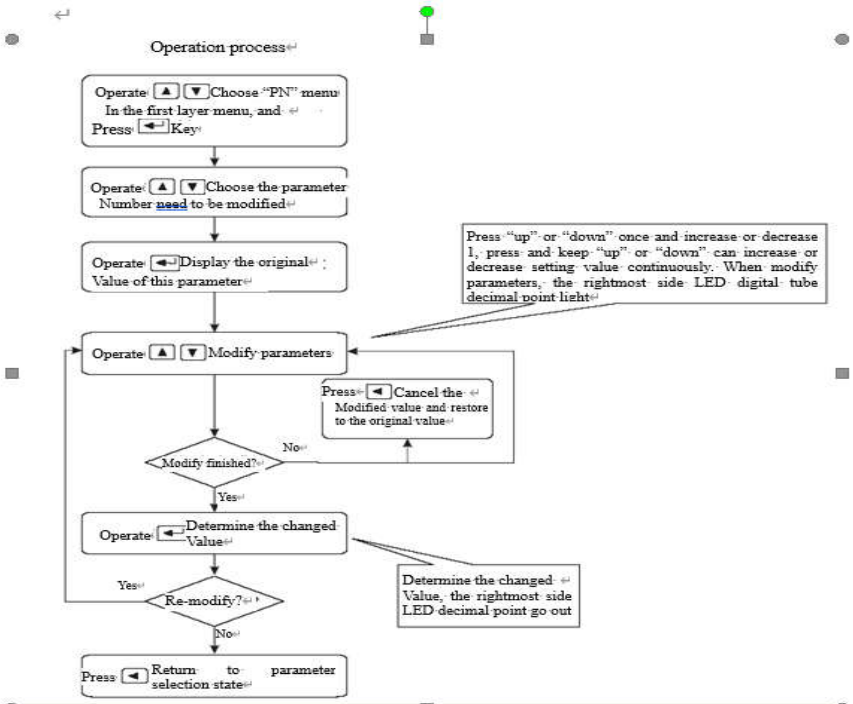 Operation process
Operate ▲ ▼ Choose “PN” menu
In the first layer menu, and
Press Key
Operate ▲ ▼ Choose the parameter
Number need to be modified
Operate Display the original :
Value of this parameter
Press “up” or “down” once and increase or decrease
1, press and keep “up” or “down” can increase or
decrease setting value continuously. When modify
parameters, the rightmost side LED digital tube
decimal point light
Operate ▲ ▼ Modify parameters
Press ◄ Cancel the
Modified value and restore
to the original value
No
Modify finished?
Yes
Operate Determine the changed
Value
Determine the changed
Value, the rightmost side
LED decimal point go out
Yes
Re-modify?
No
Press ◄ Return to parameter
selection state